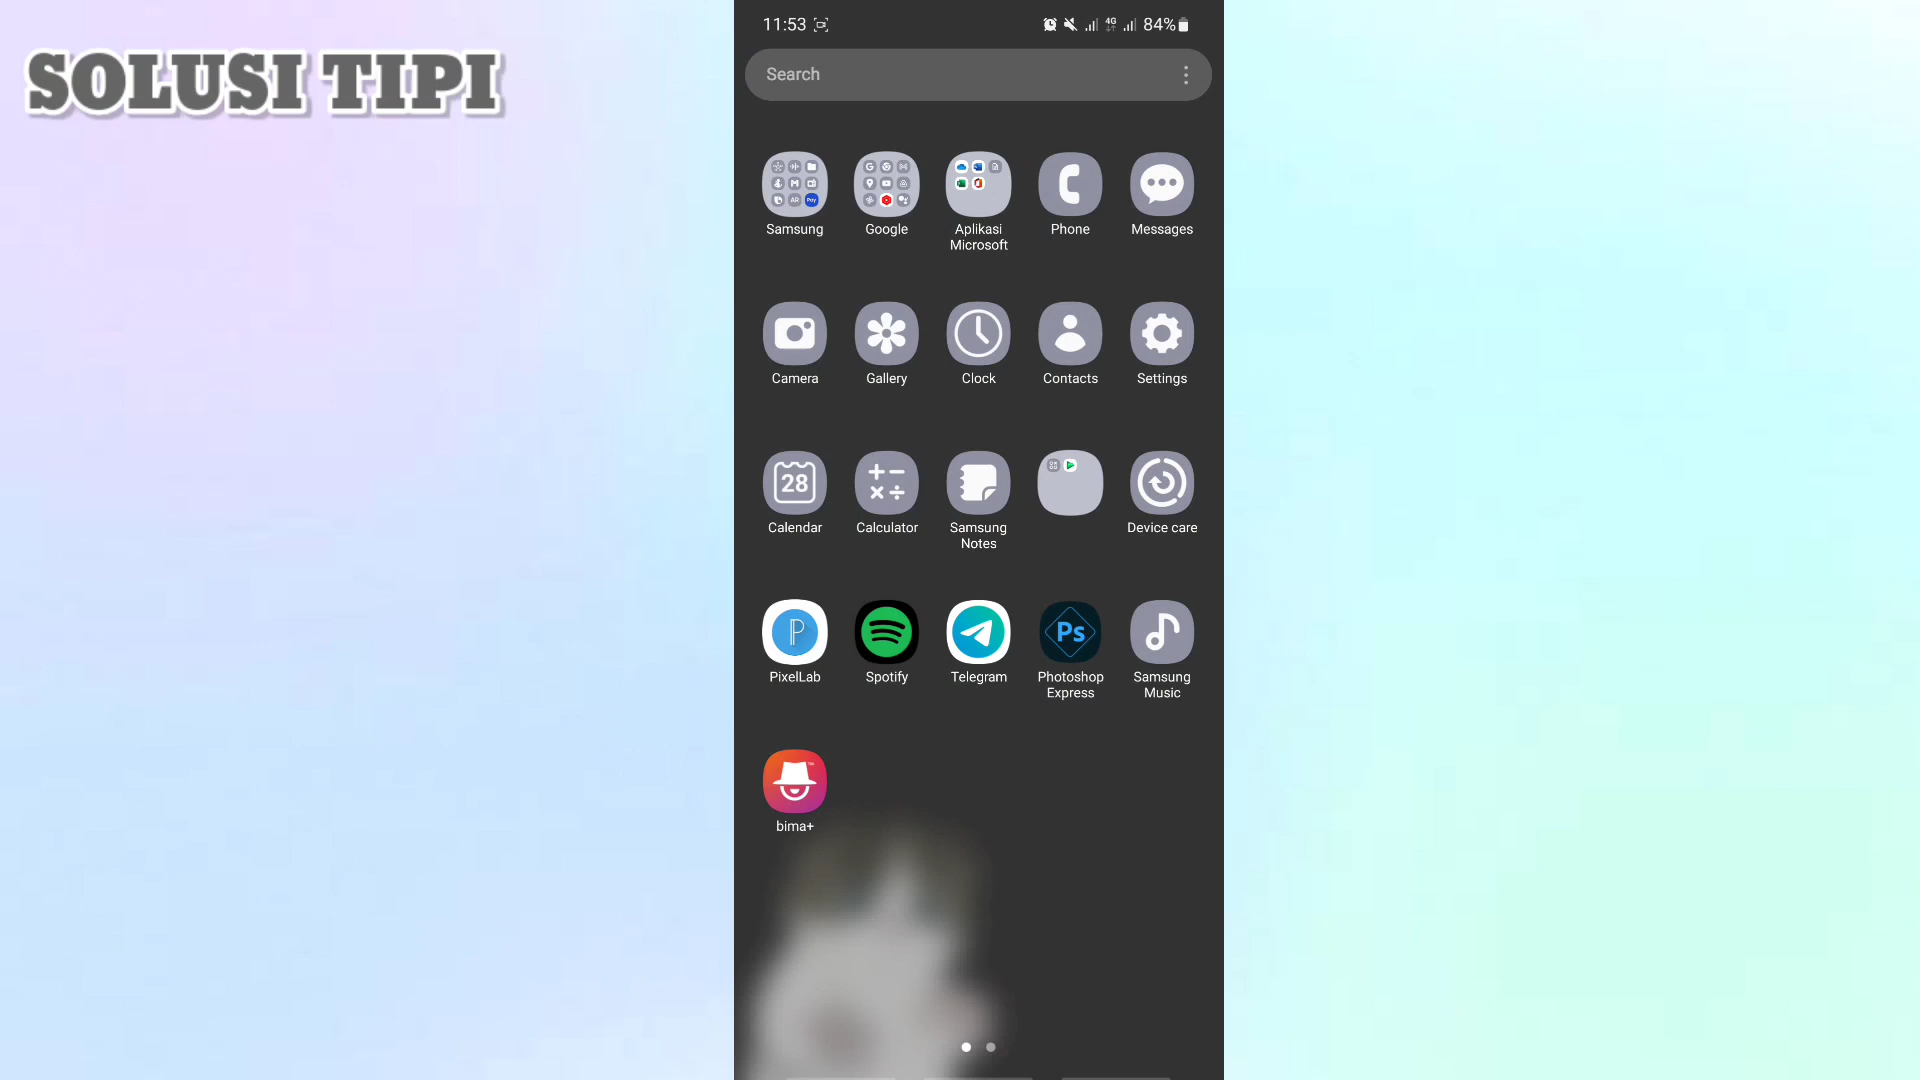 SOLUSI TIPI
11:53
4G
84%
Search
Samsung
Google
Aplikasi
Microsoft
Phone
Messages
Camera
Gallery
Clock
Contacts
Settings
28
Calendar
Calculator
Samsung
Notes
Device care
P
PixelLab
Spotify
Telegram
Ps
Photoshop
Express
Samsung
Music
bima+